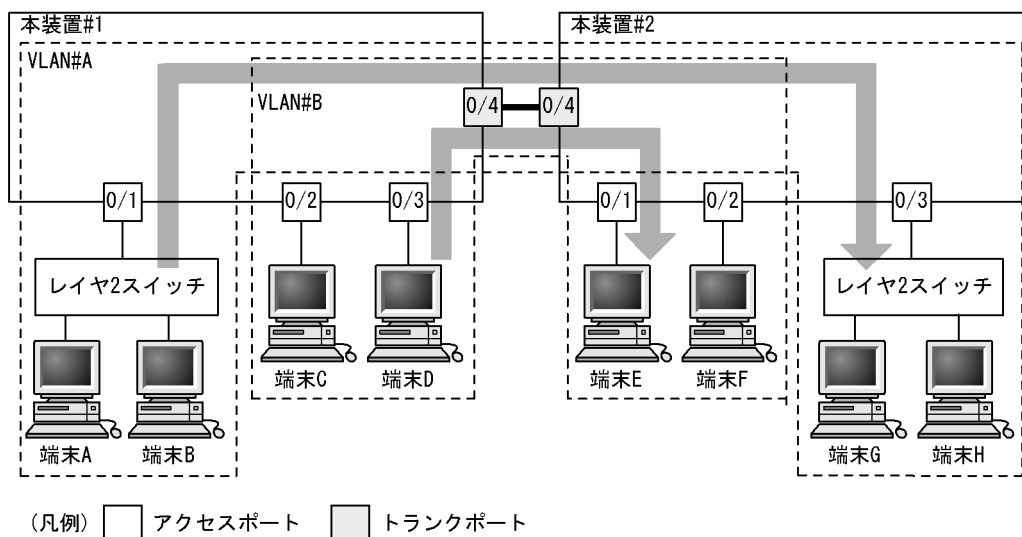 本装置#1
本装置#2
VLAN#A
VLAN#B
0/4
0/4
0/1
0/2
0/3
0/1
0/2
0/3
レイヤ2スイッチ
レイヤ2スイッチ
端末A
端末B
端末C
端末D
端末E
端末F
端末G
端末H
(凡例)
アクセスポート
トランクポート